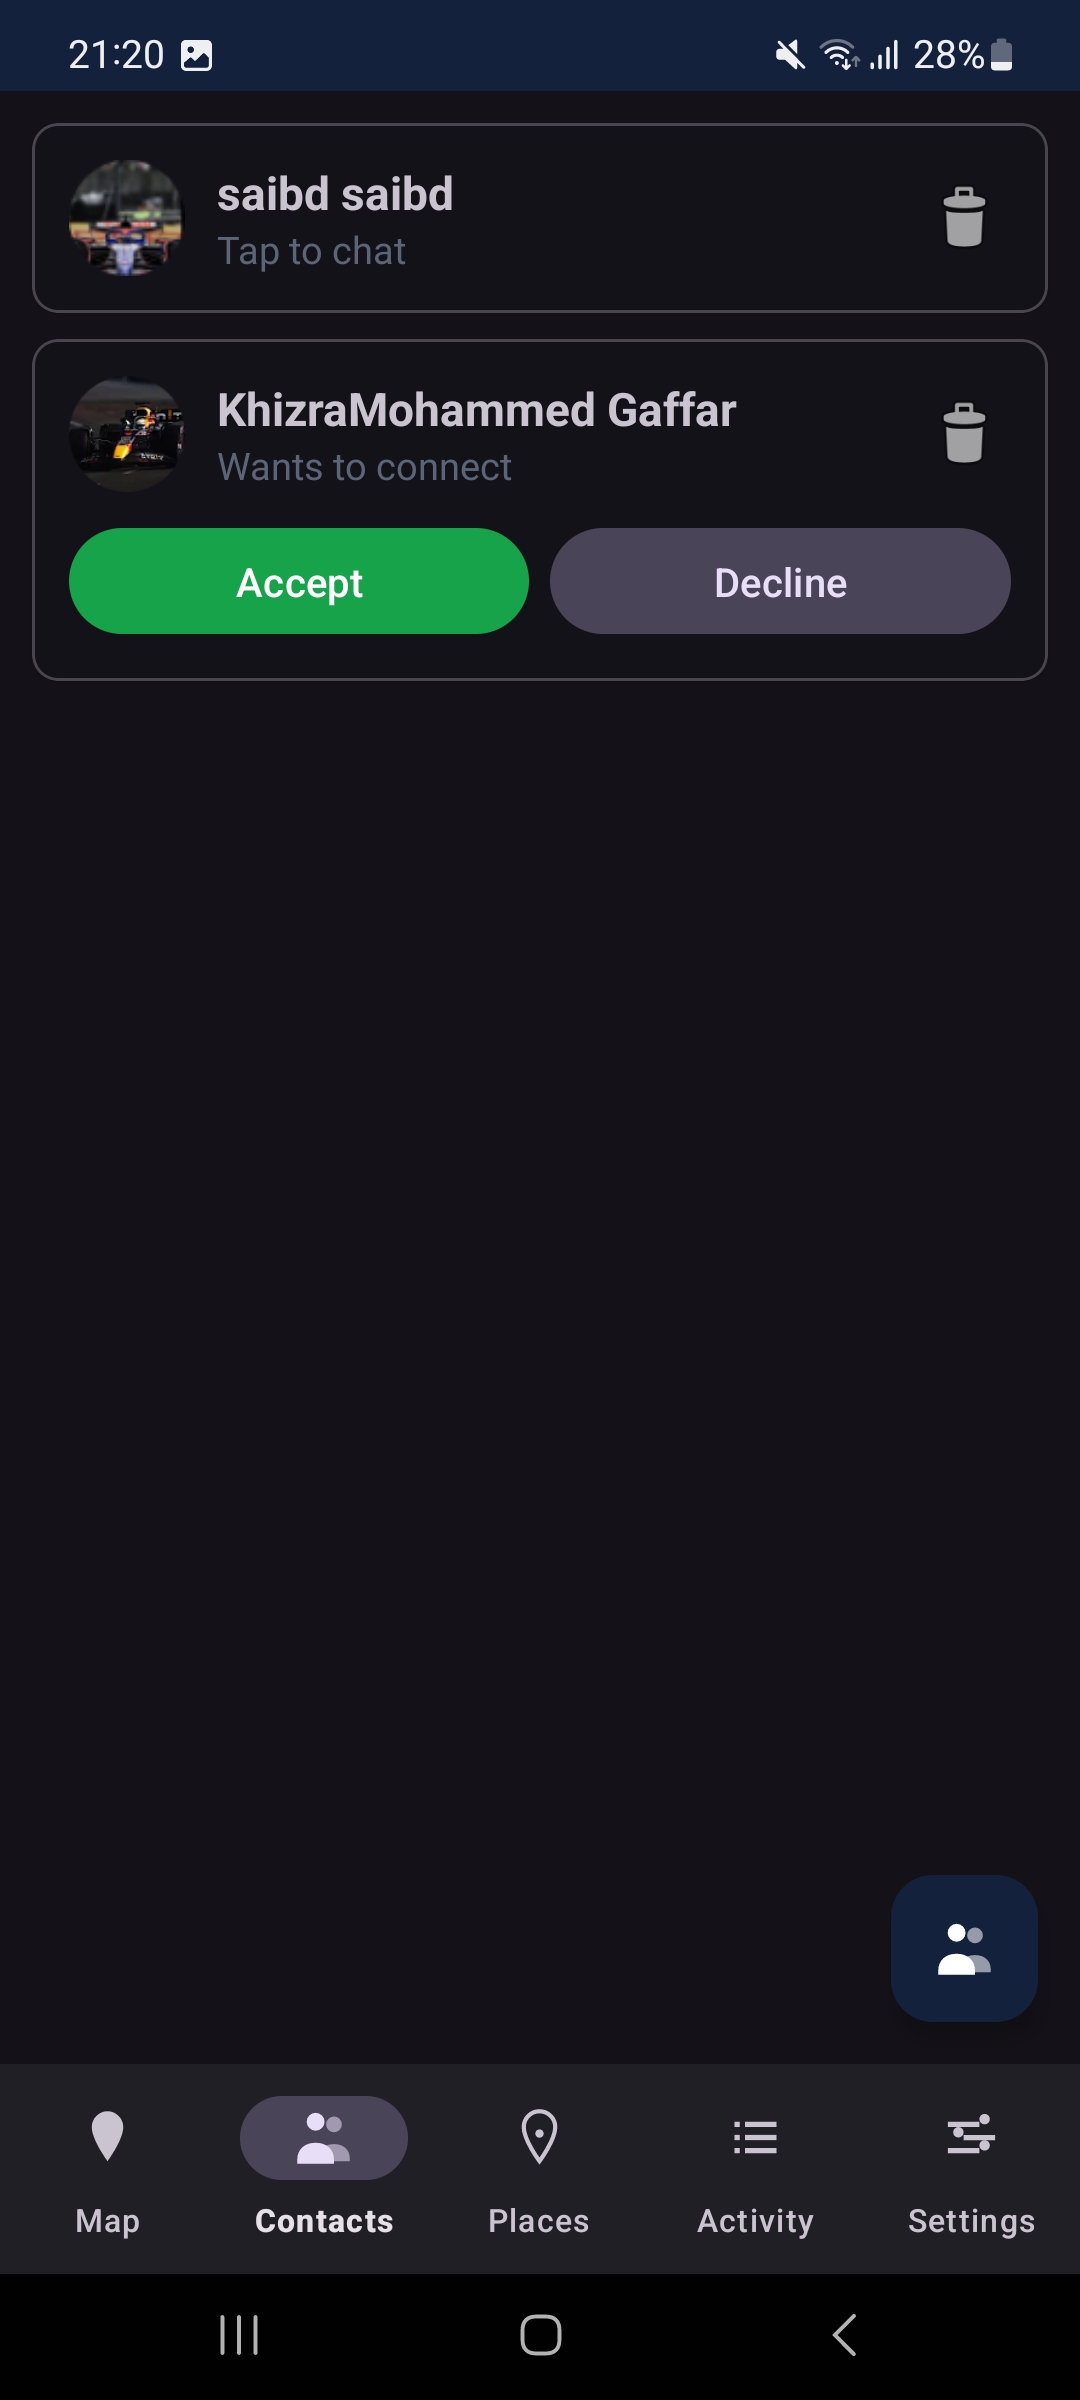 21:20 28%
saibd saibd
Tap to chat
KhizraMohammed Gaffar
Wants to connect
Accept Decline
Map Contacts Places Activity Settings